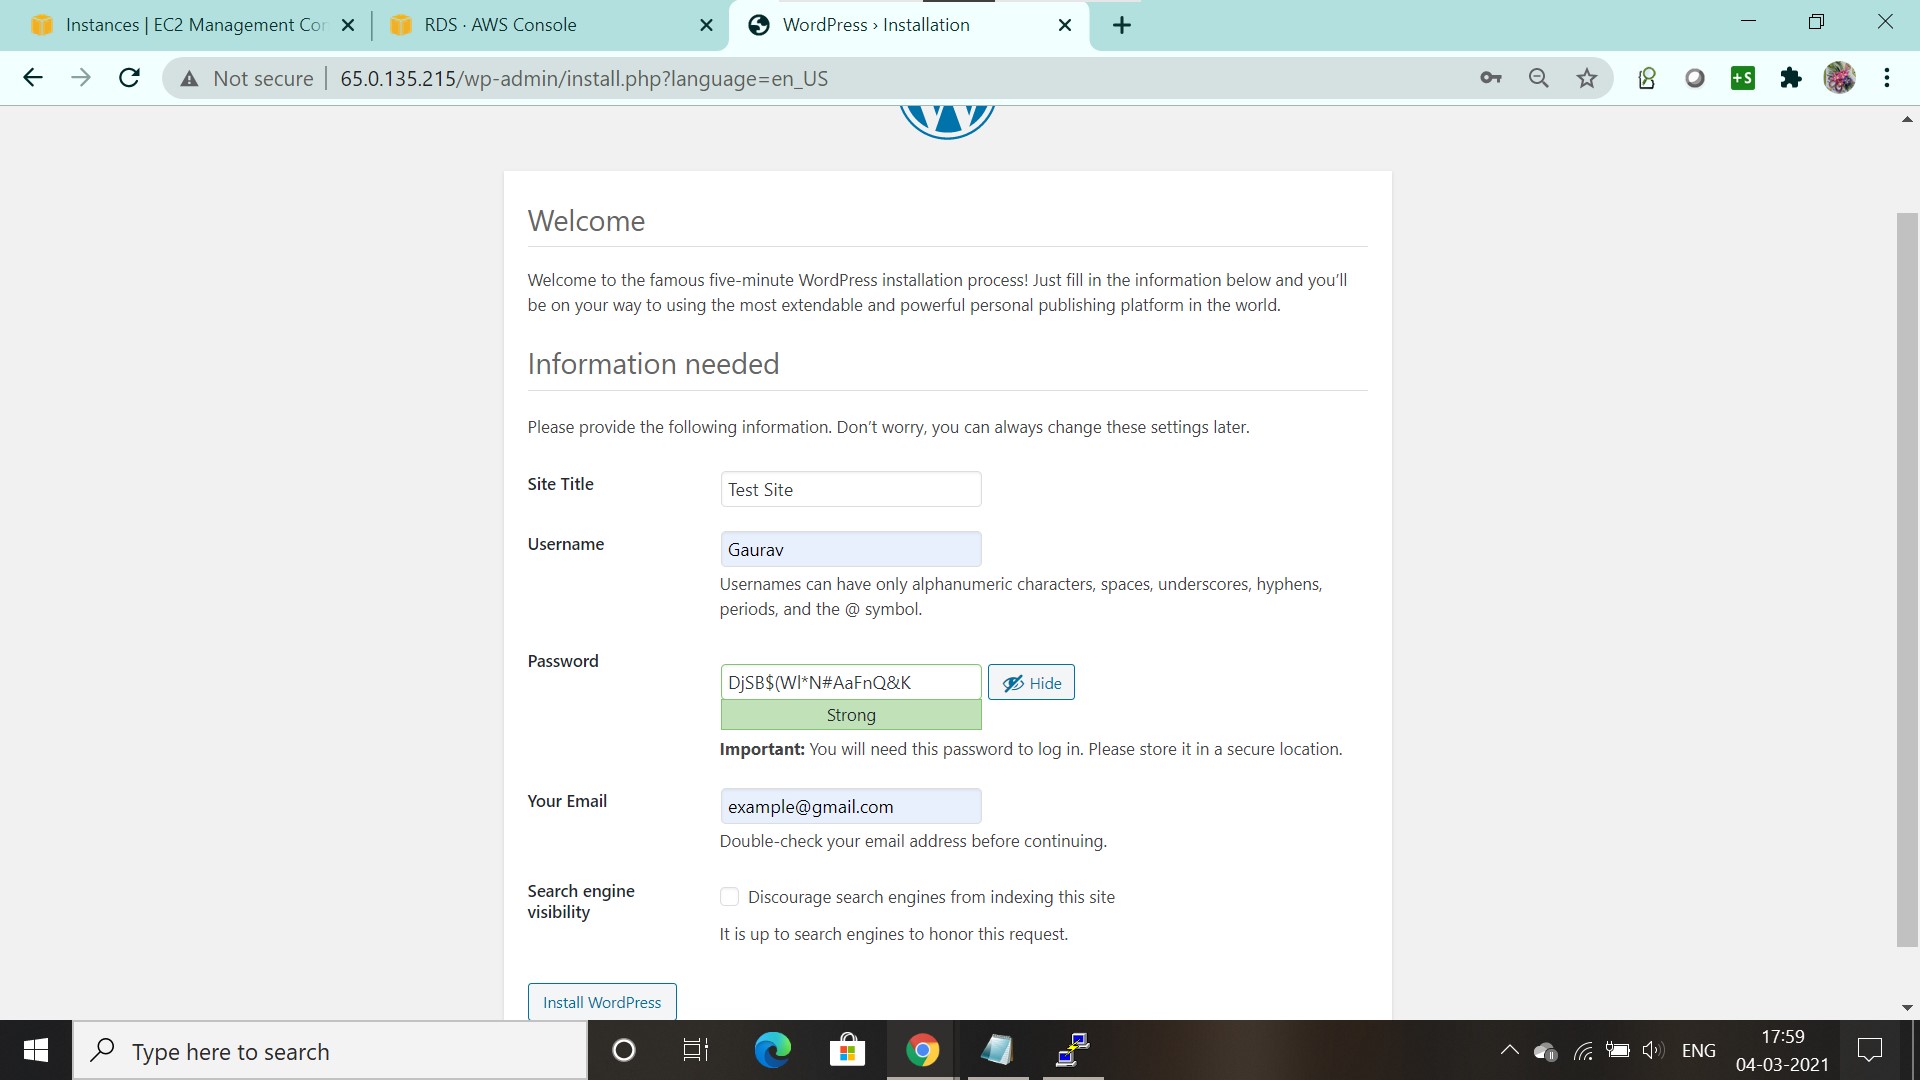 Instances | EC2 Management Con
RDS · AWS Console
WordPress › Installation
Not secure
65.0.135.215/wp-admin/install.php?language=en_US
+S
Welcome
Welcome to the famous five-minute WordPress installation process! Just fill in the information below and you’ll
be on your way to using the most extendable and powerful personal publishing platform in the world.
Information needed
Please provide the following information. Don’t worry, you can always change these settings later.
Site Title
Test Site
Username
Gaurav
Usernames can have only alphanumeric characters, spaces, underscores, hyphens,
periods, and the @ symbol.
Password
DjSB$(Wl*N#AaFnQ&K
Hide
Strong
Important: You will need this password to log in. Please store it in a secure location.
Your Email
example@gmail.com
Double-check your email address before continuing.
Search engine
visibility
Discourage search engines from indexing this site
It is up to search engines to honor this request.
Install WordPress
Type here to search
ENG
17:59
04-03-2021